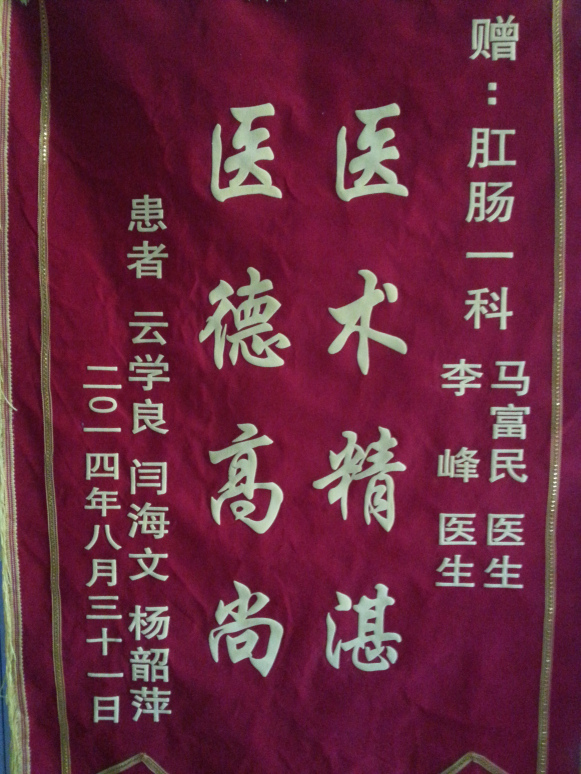 赠：肛肠一科
马富民 医生
李峰 医生
医术精湛
医德高尚
患者 云学良 闫海文 杨韶萍
二〇一四年八月三十一日